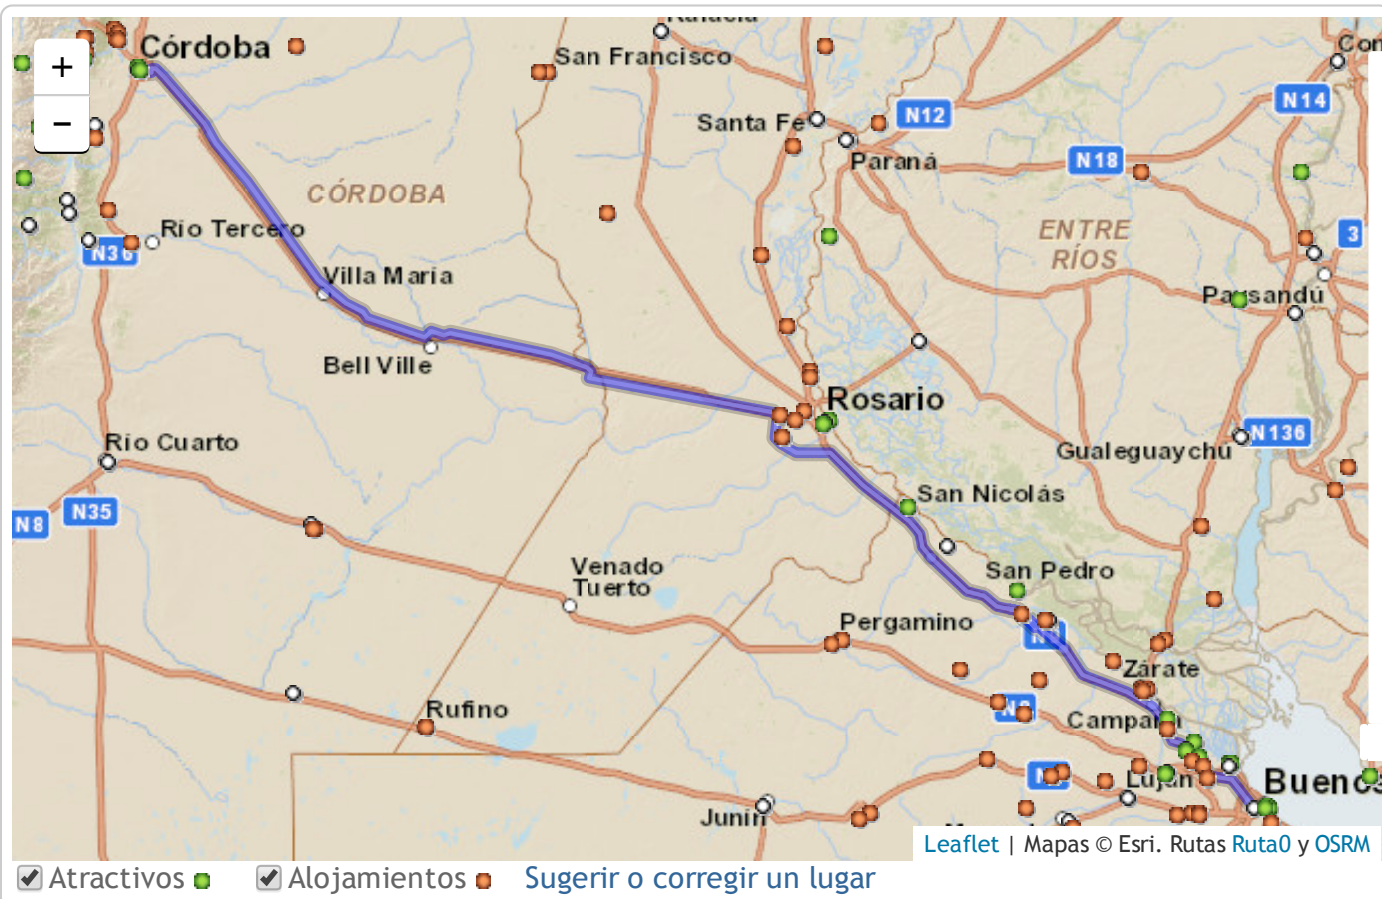 +
−
Córdoba
San Francisco
Santa Fe
Paraná
N12
N14
N18
CÓRDOBA
Río Tercero
N36
ENTRE
RÍOS
3
Villa María
Paysandú
Bell Ville
Rosario
Río Cuarto
Gualeguaychú
N136
N8
N35
San Nicolás
Venado
Tuerto
San Pedro
Pergamino
Zárate
Rufino
Campana
Luján
Buenos
Junín
Leaflet | Mapas © Esri. Rutas Ruta0 y OSRM
Atractivos
Alojamientos
Sugerir o corregir un lugar